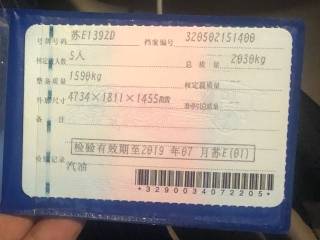 号牌号码 苏E1392D 档案编号 320502151400
核定载人数 5人 总质量 2030kg
整备质量 1590kg 核定载质量
外廓尺寸 4734×1811×1455mm 准牵引总质量
备注
检验有效期至2019 年07 月苏E(01)
检验记录
汽油
*3290034072205*